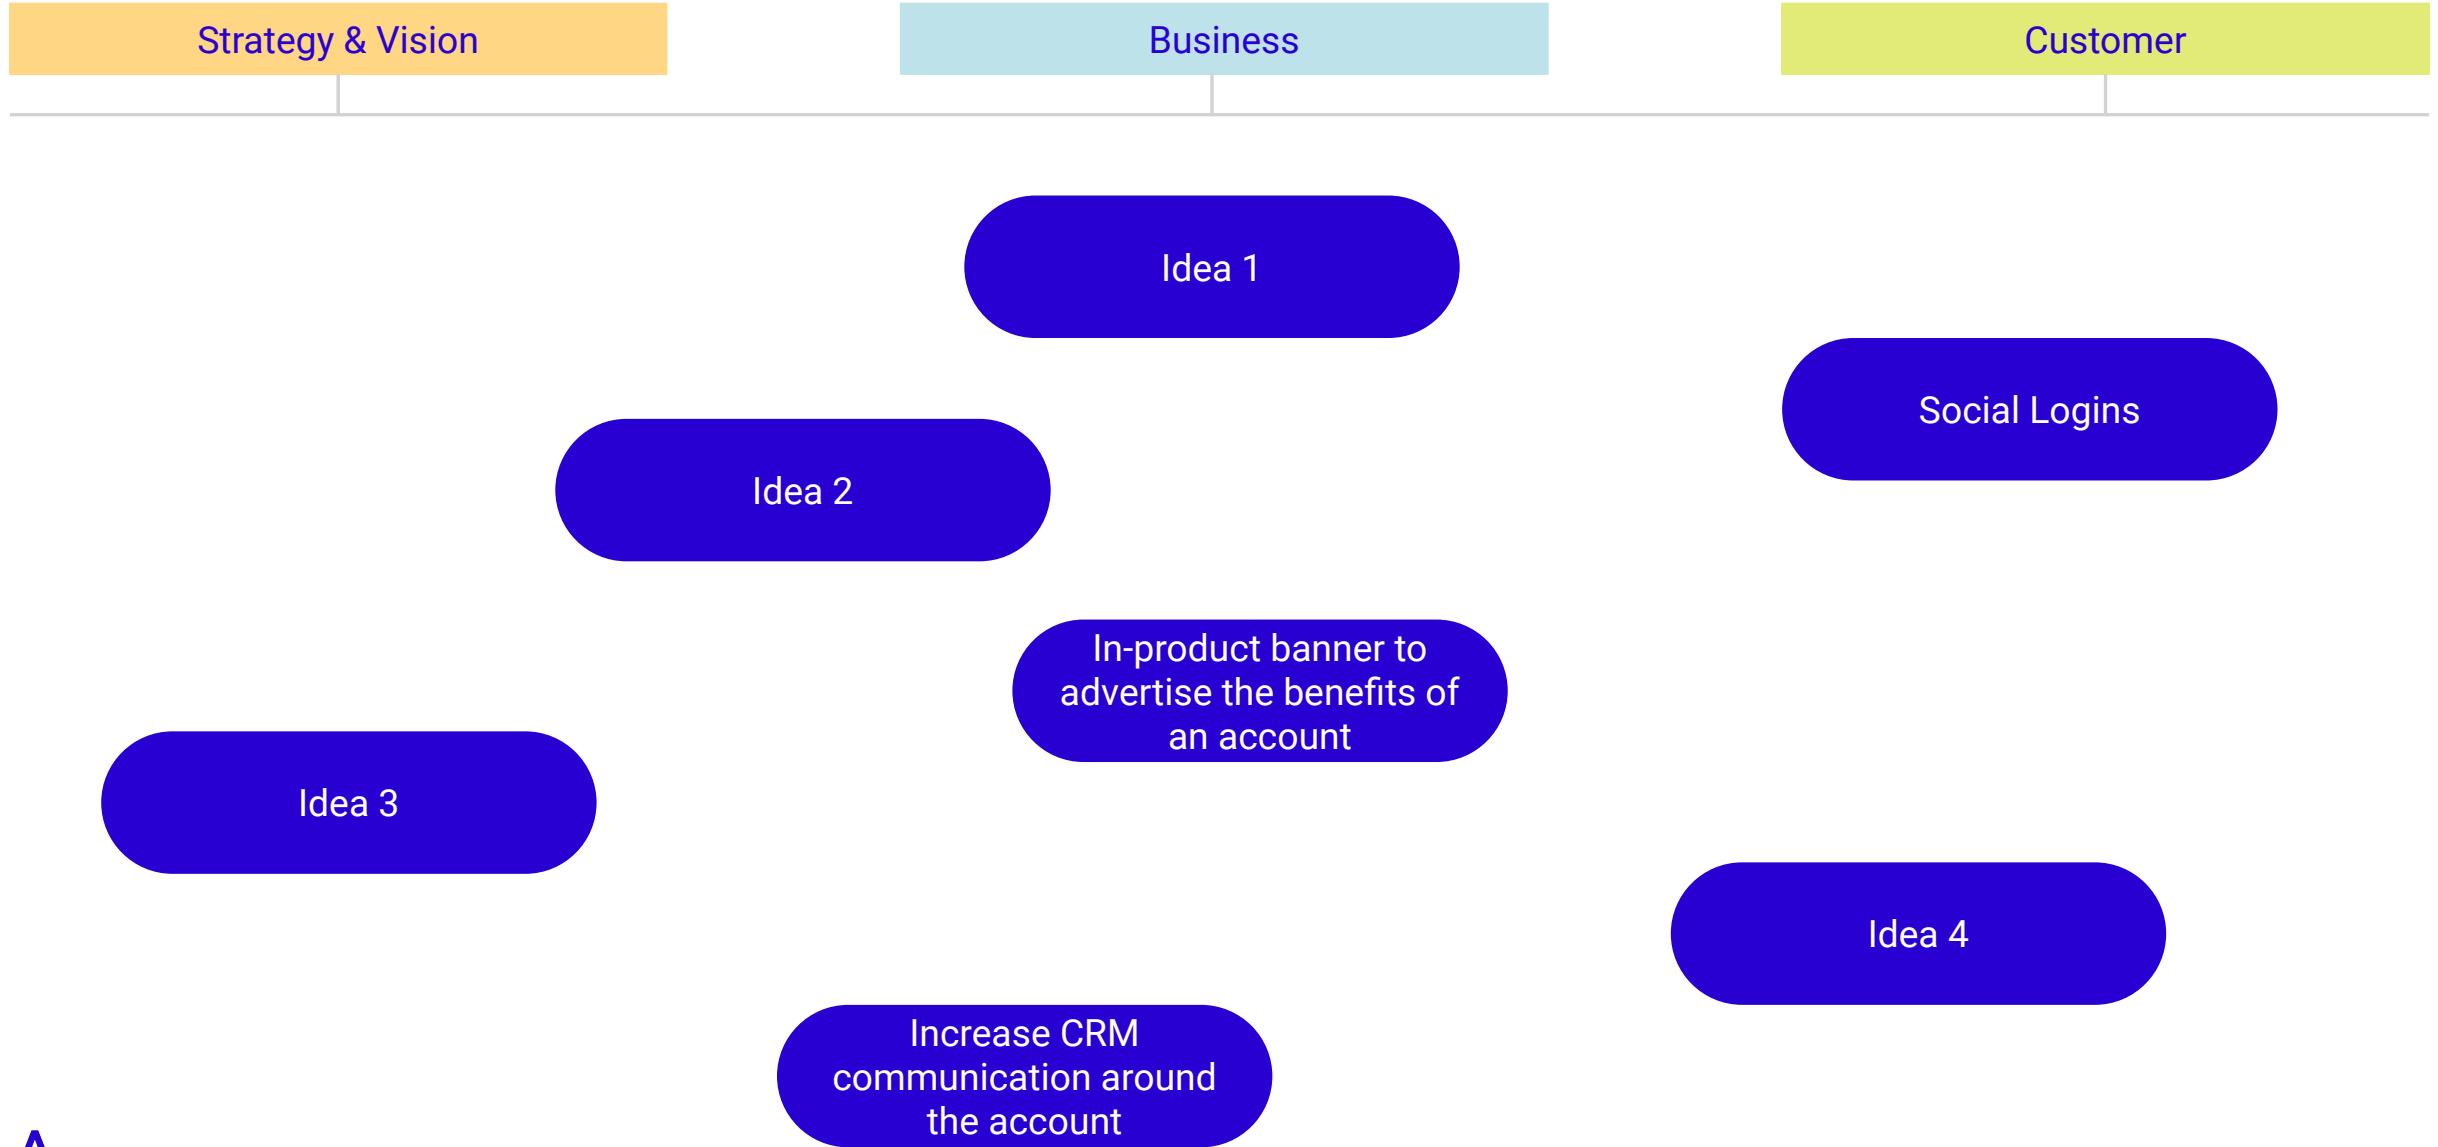 Strategy & Vision
Business
Customer
Idea 1
Social Logins
Idea 2
In-product banner to
advertise the benefits of
an account
Idea 3
Idea 4
Increase CRM
communication around
the account